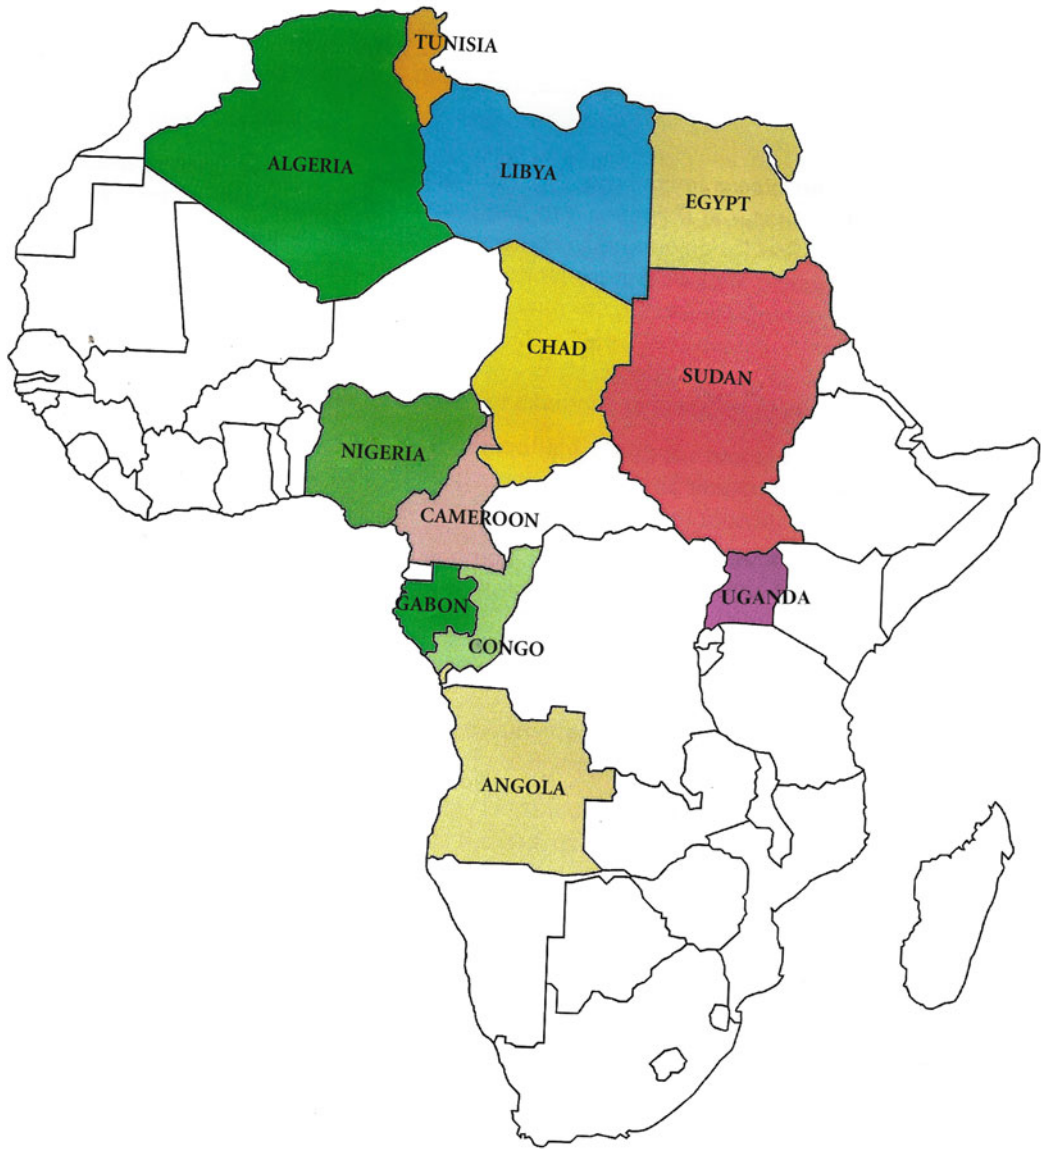 TUNISIA
ALGERIA
LIBYA
EGYPT
CHAD
SUDAN
NIGERIA
CAMEROON
UGANDA
GABON
CONGO
ANGOLA